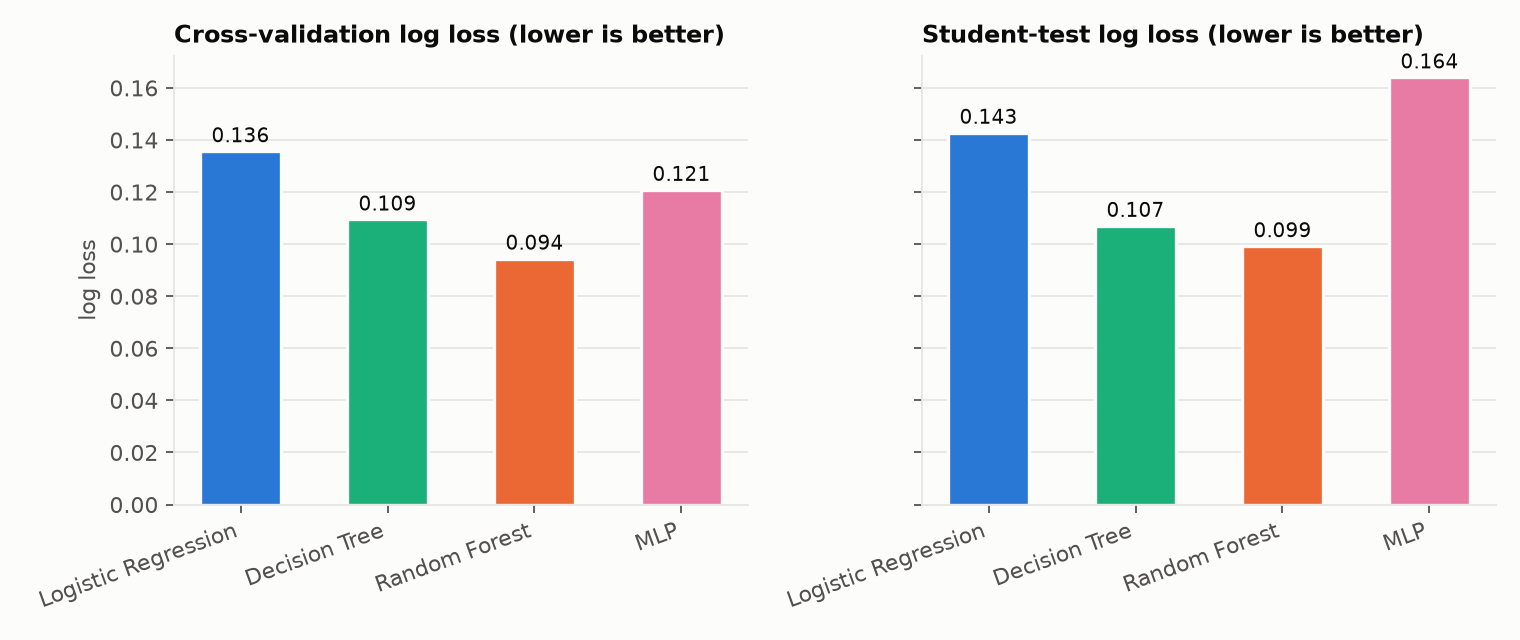 Cross-validation log loss (lower is better)
0.16
0.14
0.12
0.10
0.08
0.06
0.04
0.02
0.00
log loss
0.136
0.109
0.094
0.121
Logistic Regression
Decision Tree
Random Forest
MLP
Student-test log loss (lower is better)
0.143
0.107
0.099
0.164
Logistic Regression
Decision Tree
Random Forest
MLP